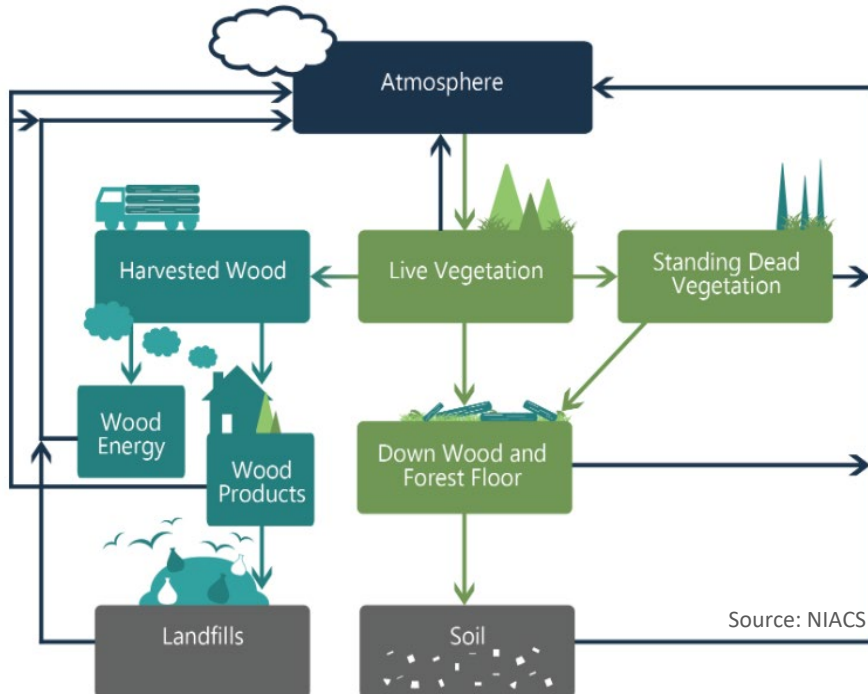 Atmosphere
Harvested Wood
Live Vegetation
Standing Dead
Vegetation
Wood
Energy
Wood
Products
Down Wood and
Forest Floor
Landfills
Soil
Source: NIACS